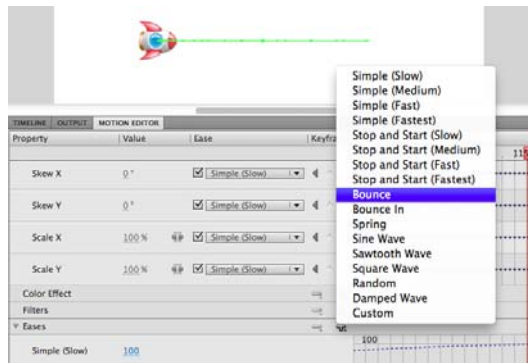 Simple (Slow)
Simple (Medium)
Simple (Fast)
Simple (Fastest)
Stop and Start (Slow)
Stop and Start (Medium)
Stop and Start (Fast)
Stop and Start (Fastest)
Bounce
Bounce In
Spring
Sine Wave
Sawtooth Wave
Square Wave
Random
Damped Wave
Custom
TIMELINE OUTPUT MOTION EDITOR
Property Value Ease Keyfra
Skew X 0° Simple (Slow)
Skew Y 0° Simple (Slow)
Scale X 100 % Simple (Slow)
Scale Y 100 % Simple (Slow)
Color Effect
Filters
Eases
Simple (Slow) 100 100